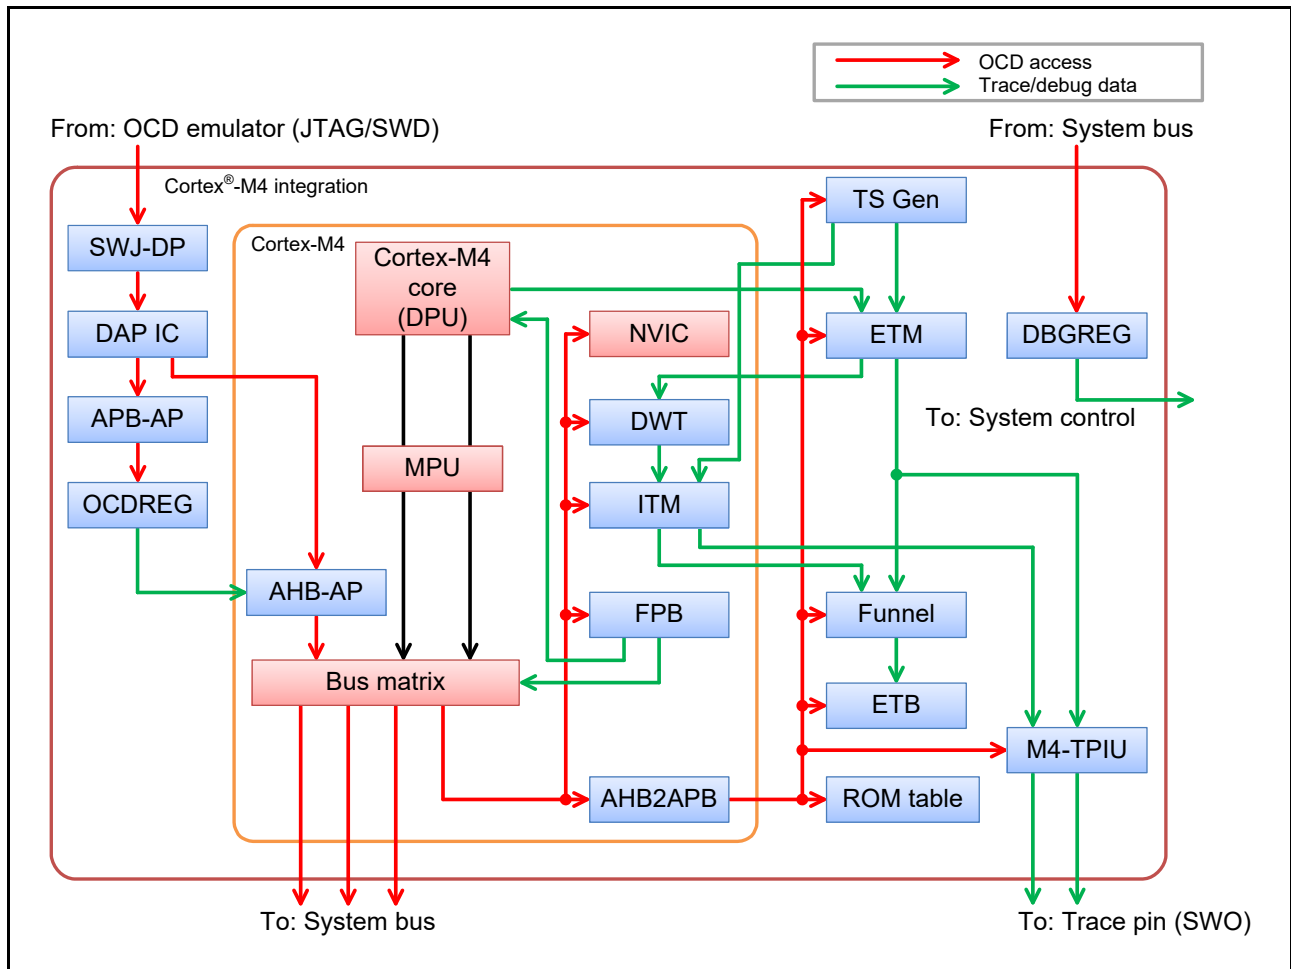 OCD access
Trace/debug data
From: OCD emulator (JTAG/SWD)
From: System bus
Cortex®-M4 integration
TS Gen
SWJ-DP
Cortex-M4
Cortex-M4
core
(DPU)
DAP IC
NVIC
ETM
DBGREG
APB-AP
DWT
To: System control
MPU
OCDREG
ITM
AHB-AP
FPB
Funnel
Bus matrix
ETB
M4-TPIU
AHB2APB
ROM table
To: System bus
To: Trace pin (SWO)